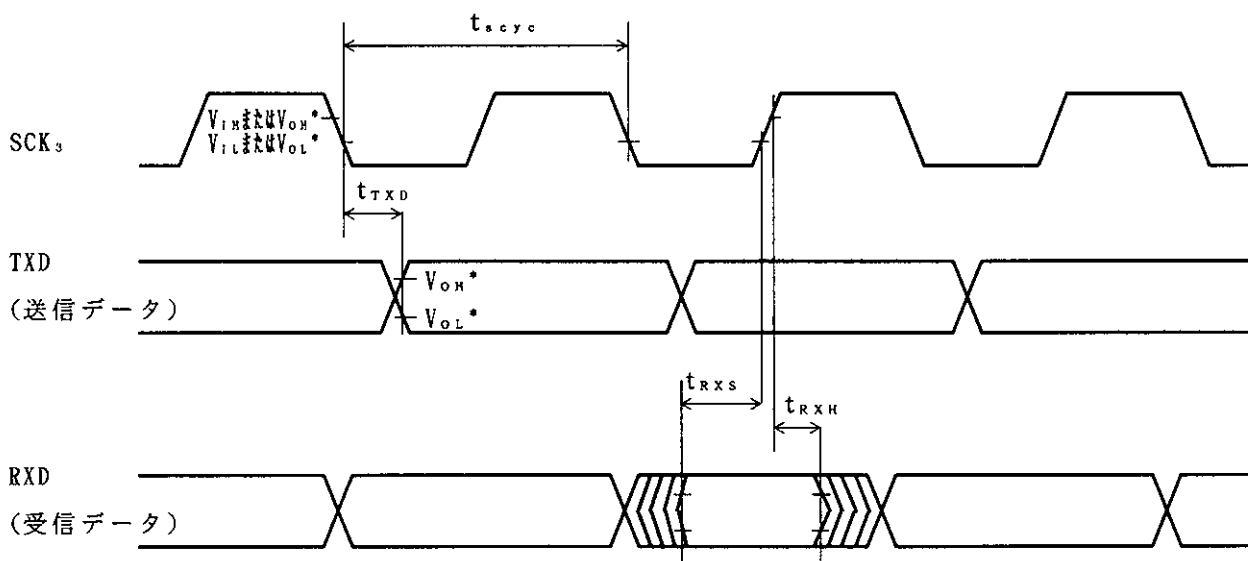 tscyc
VIHまたはVOH*
VILまたはVOL*
SCK3
tTXD
TXD
(送信データ)
VOH*
VOL*
tRXS
tRXH
RXD
(受信データ)